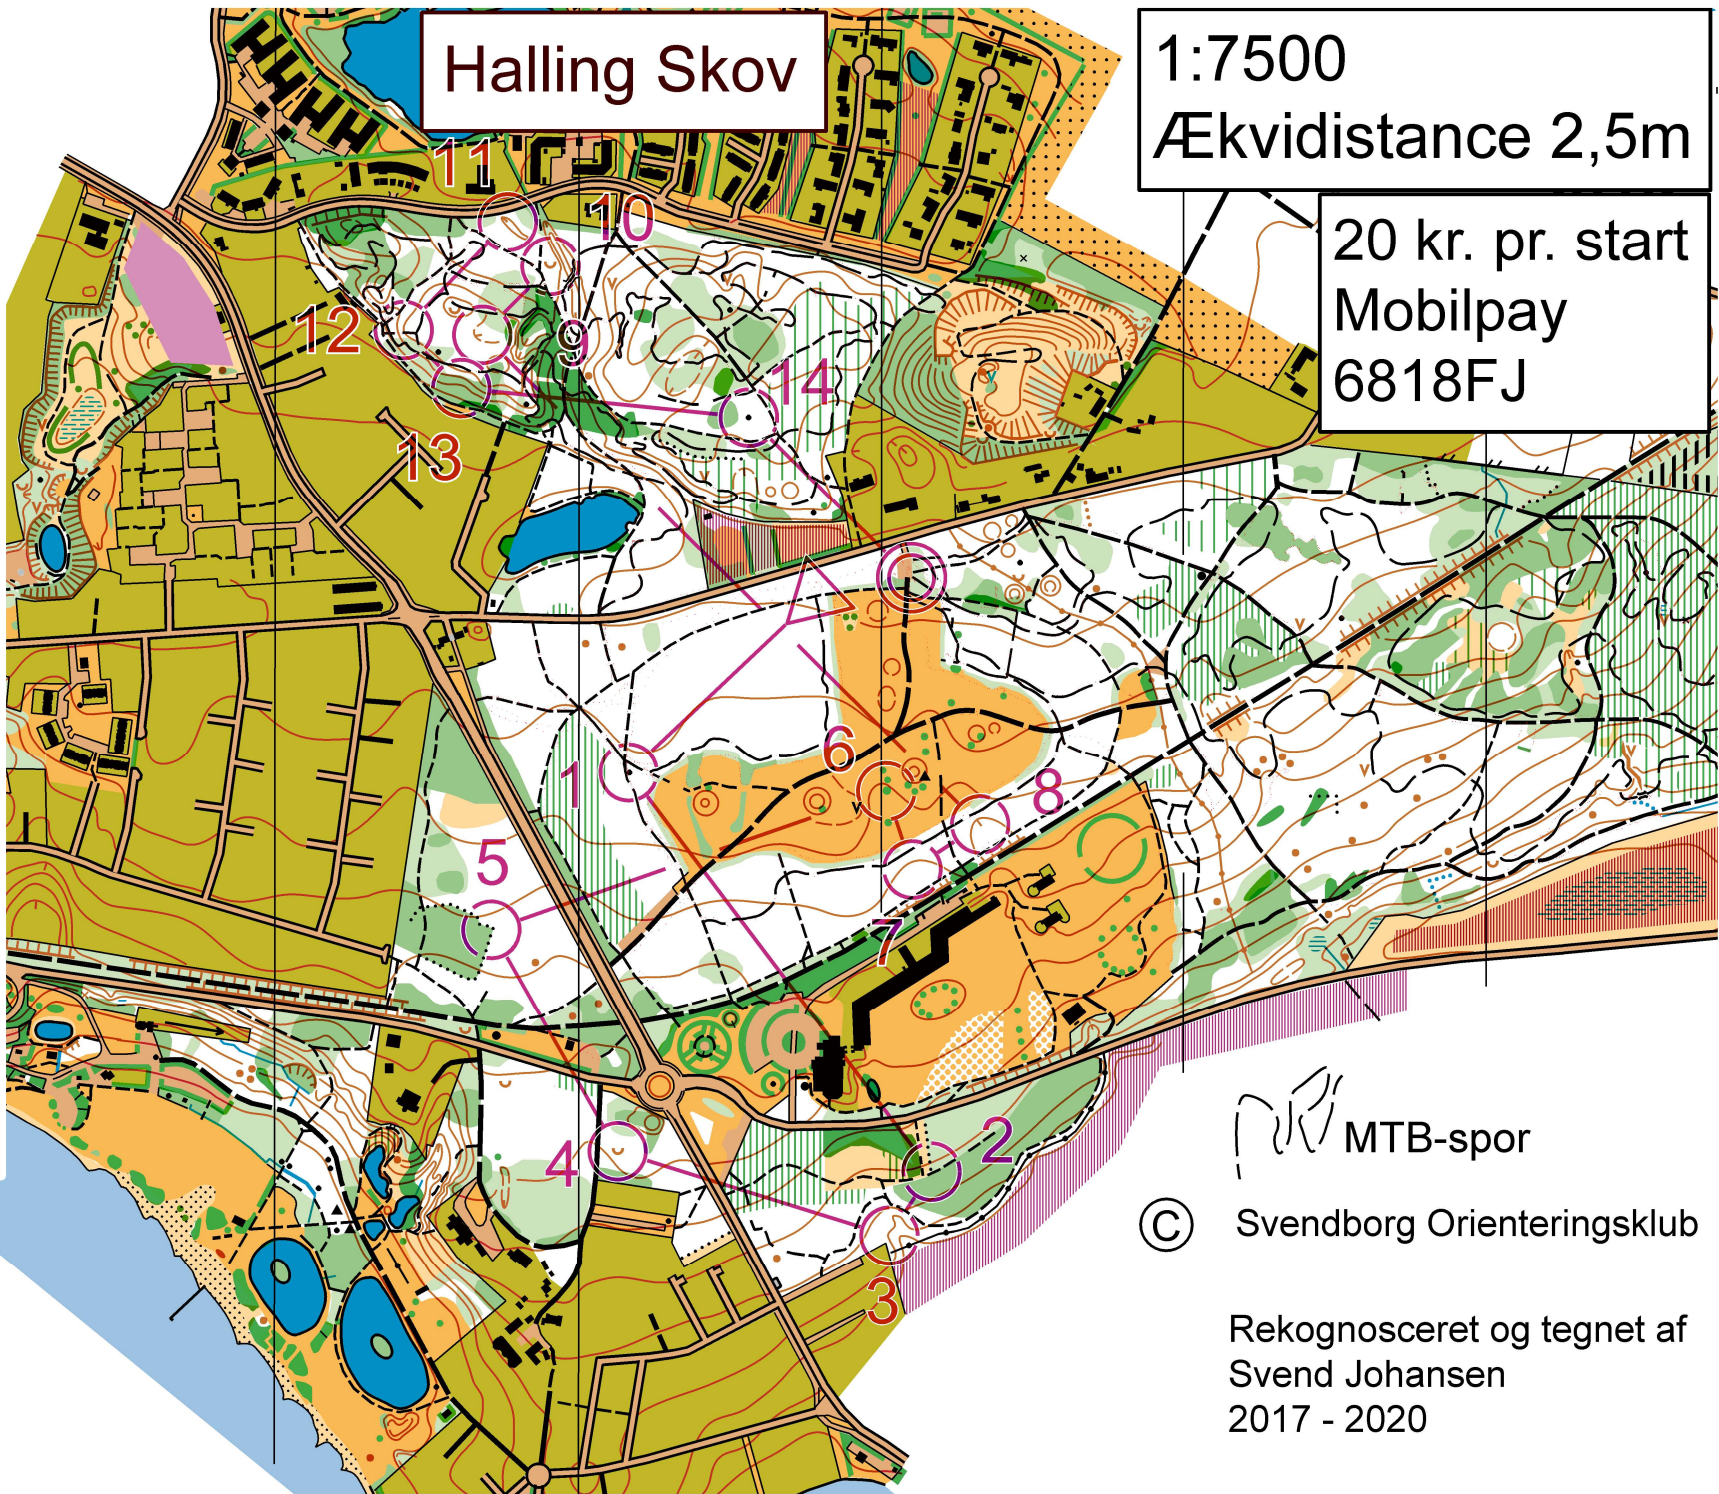 Halling Skov
1:7500
Ækvidistance 2,5m
20 kr. pr. start
Mobilpay
6818FJ
11
10
12
9
14
13
6
1
8
5
7
2
4
3
MTB-spor
© Svendborg Orienteringsklub
Rekognosceret og tegnet af
Svend Johansen
2017 - 2020